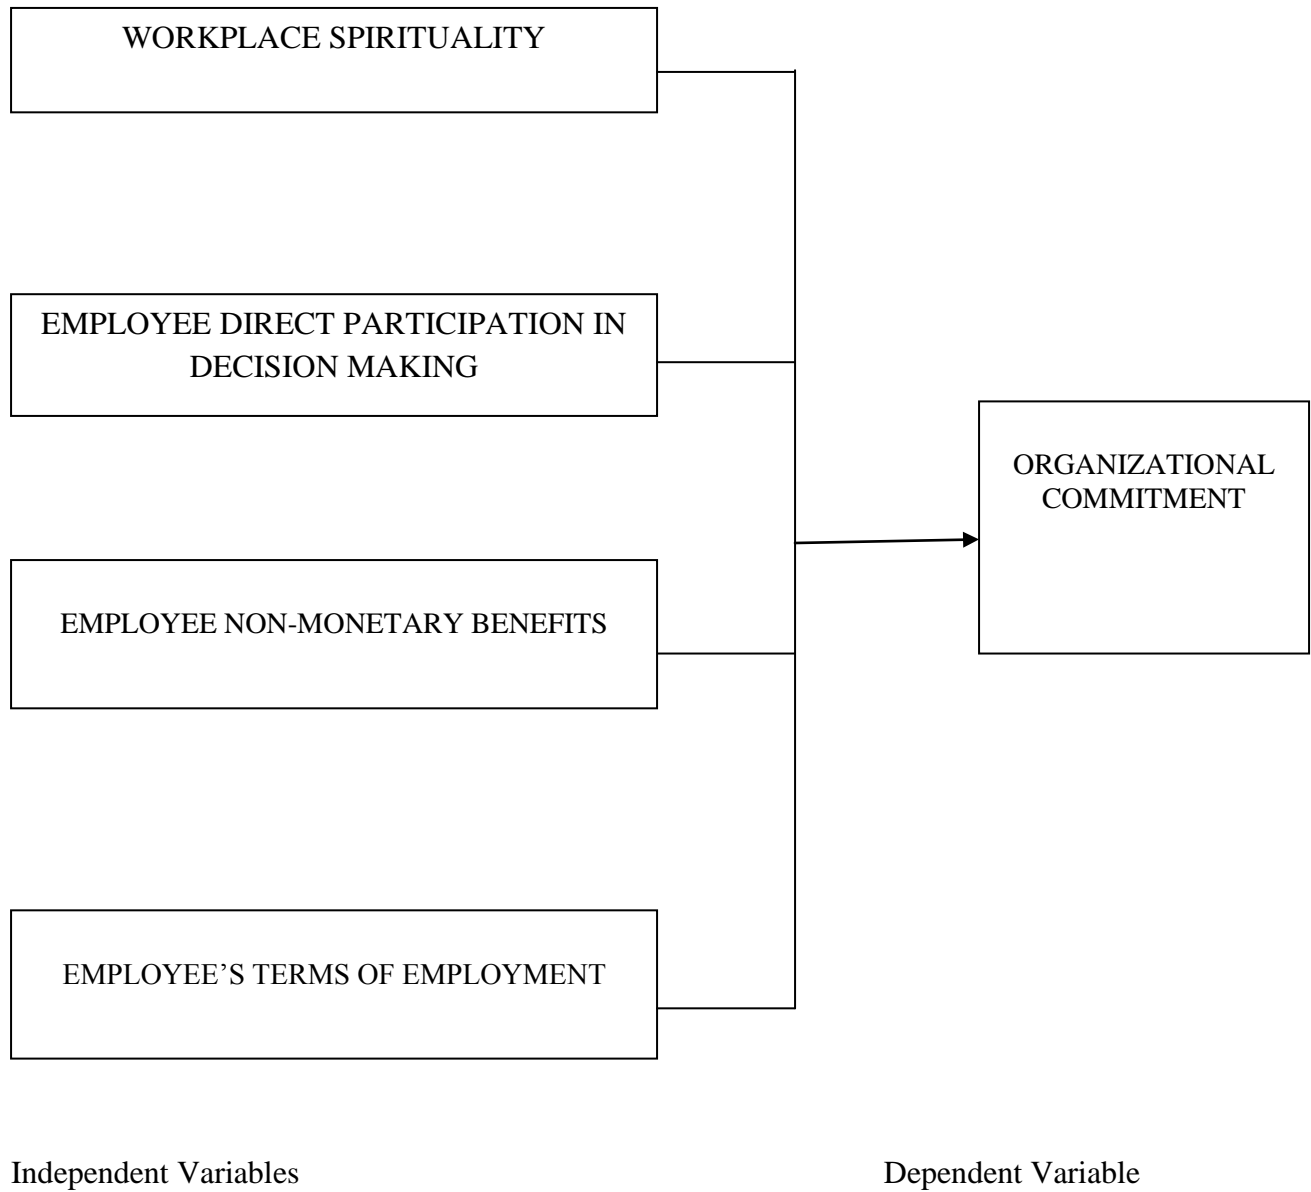 WORKPLACE SPIRITUALITY
EMPLOYEE DIRECT PARTICIPATION IN
DECISION MAKING
ORGANIZATIONAL
COMMITMENT
EMPLOYEE NON-MONETARY BENEFITS
EMPLOYEE’S TERMS OF EMPLOYMENT
Independent Variables
Dependent Variable